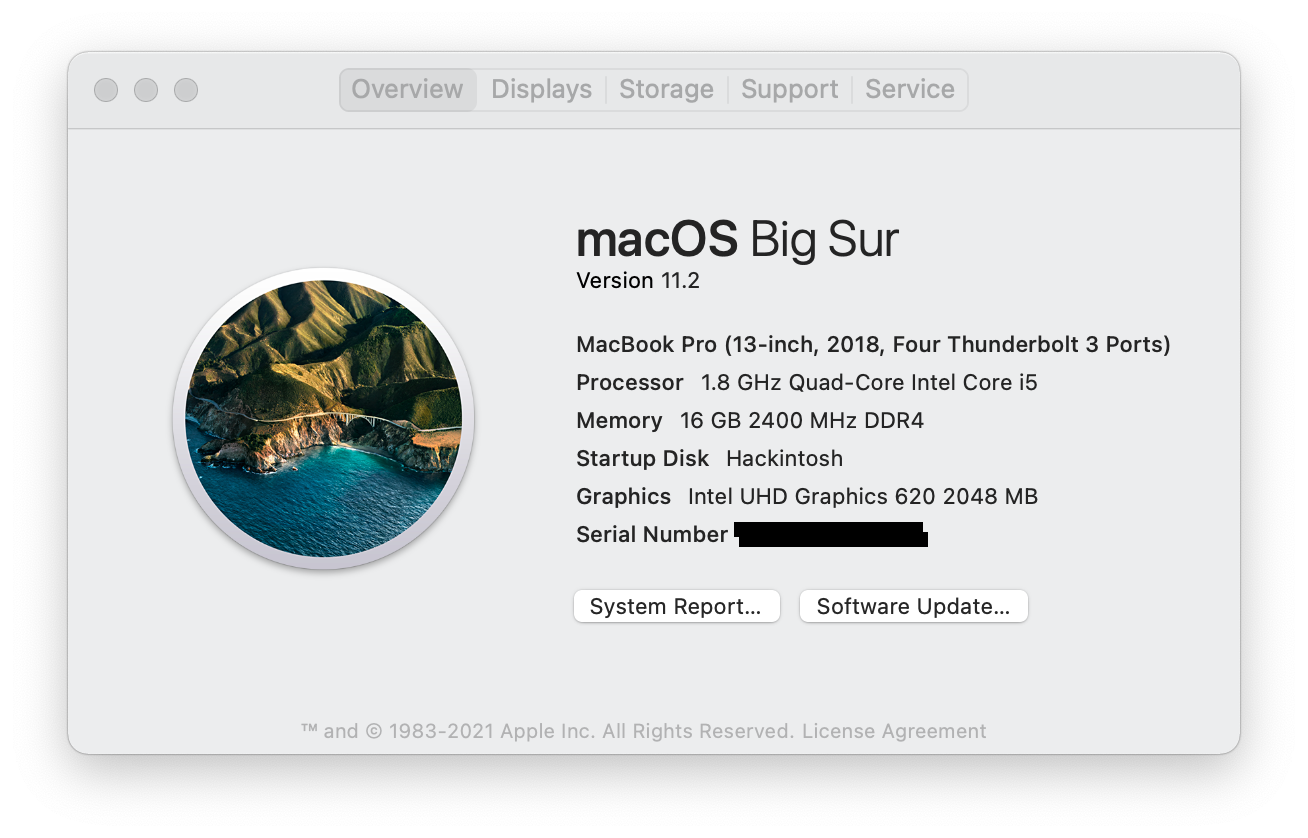 Overview Displays Storage Support Service
macOS Big Sur
Version 11.2
MacBook Pro (13-inch, 2018, Four Thunderbolt 3 Ports)
Processor 1.8 GHz Quad-Core Intel Core i5
Memory 16 GB 2400 MHz DDR4
Startup Disk Hackintosh
Graphics Intel UHD Graphics 620 2048 MB
Serial Number
System Report... Software Update...
™ and © 1983-2021 Apple Inc. All Rights Reserved. License Agreement